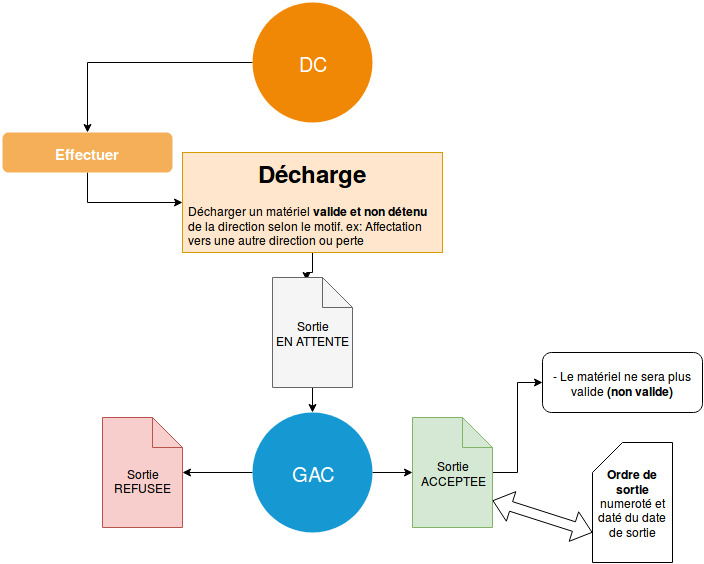 DC
Effectuer
Décharge
Décharger un matériel valide et non détenu
de la direction selon le motif. ex: Affectation
vers une autre direction ou perte
Sortie
EN ATTENTE
- Le matériel ne sera plus
valide (non valide)
Sortie
REFUSEE
GAC
Sortie
ACCEPTEE
Ordre de
sortie
numeroté et
daté du date
de sortie